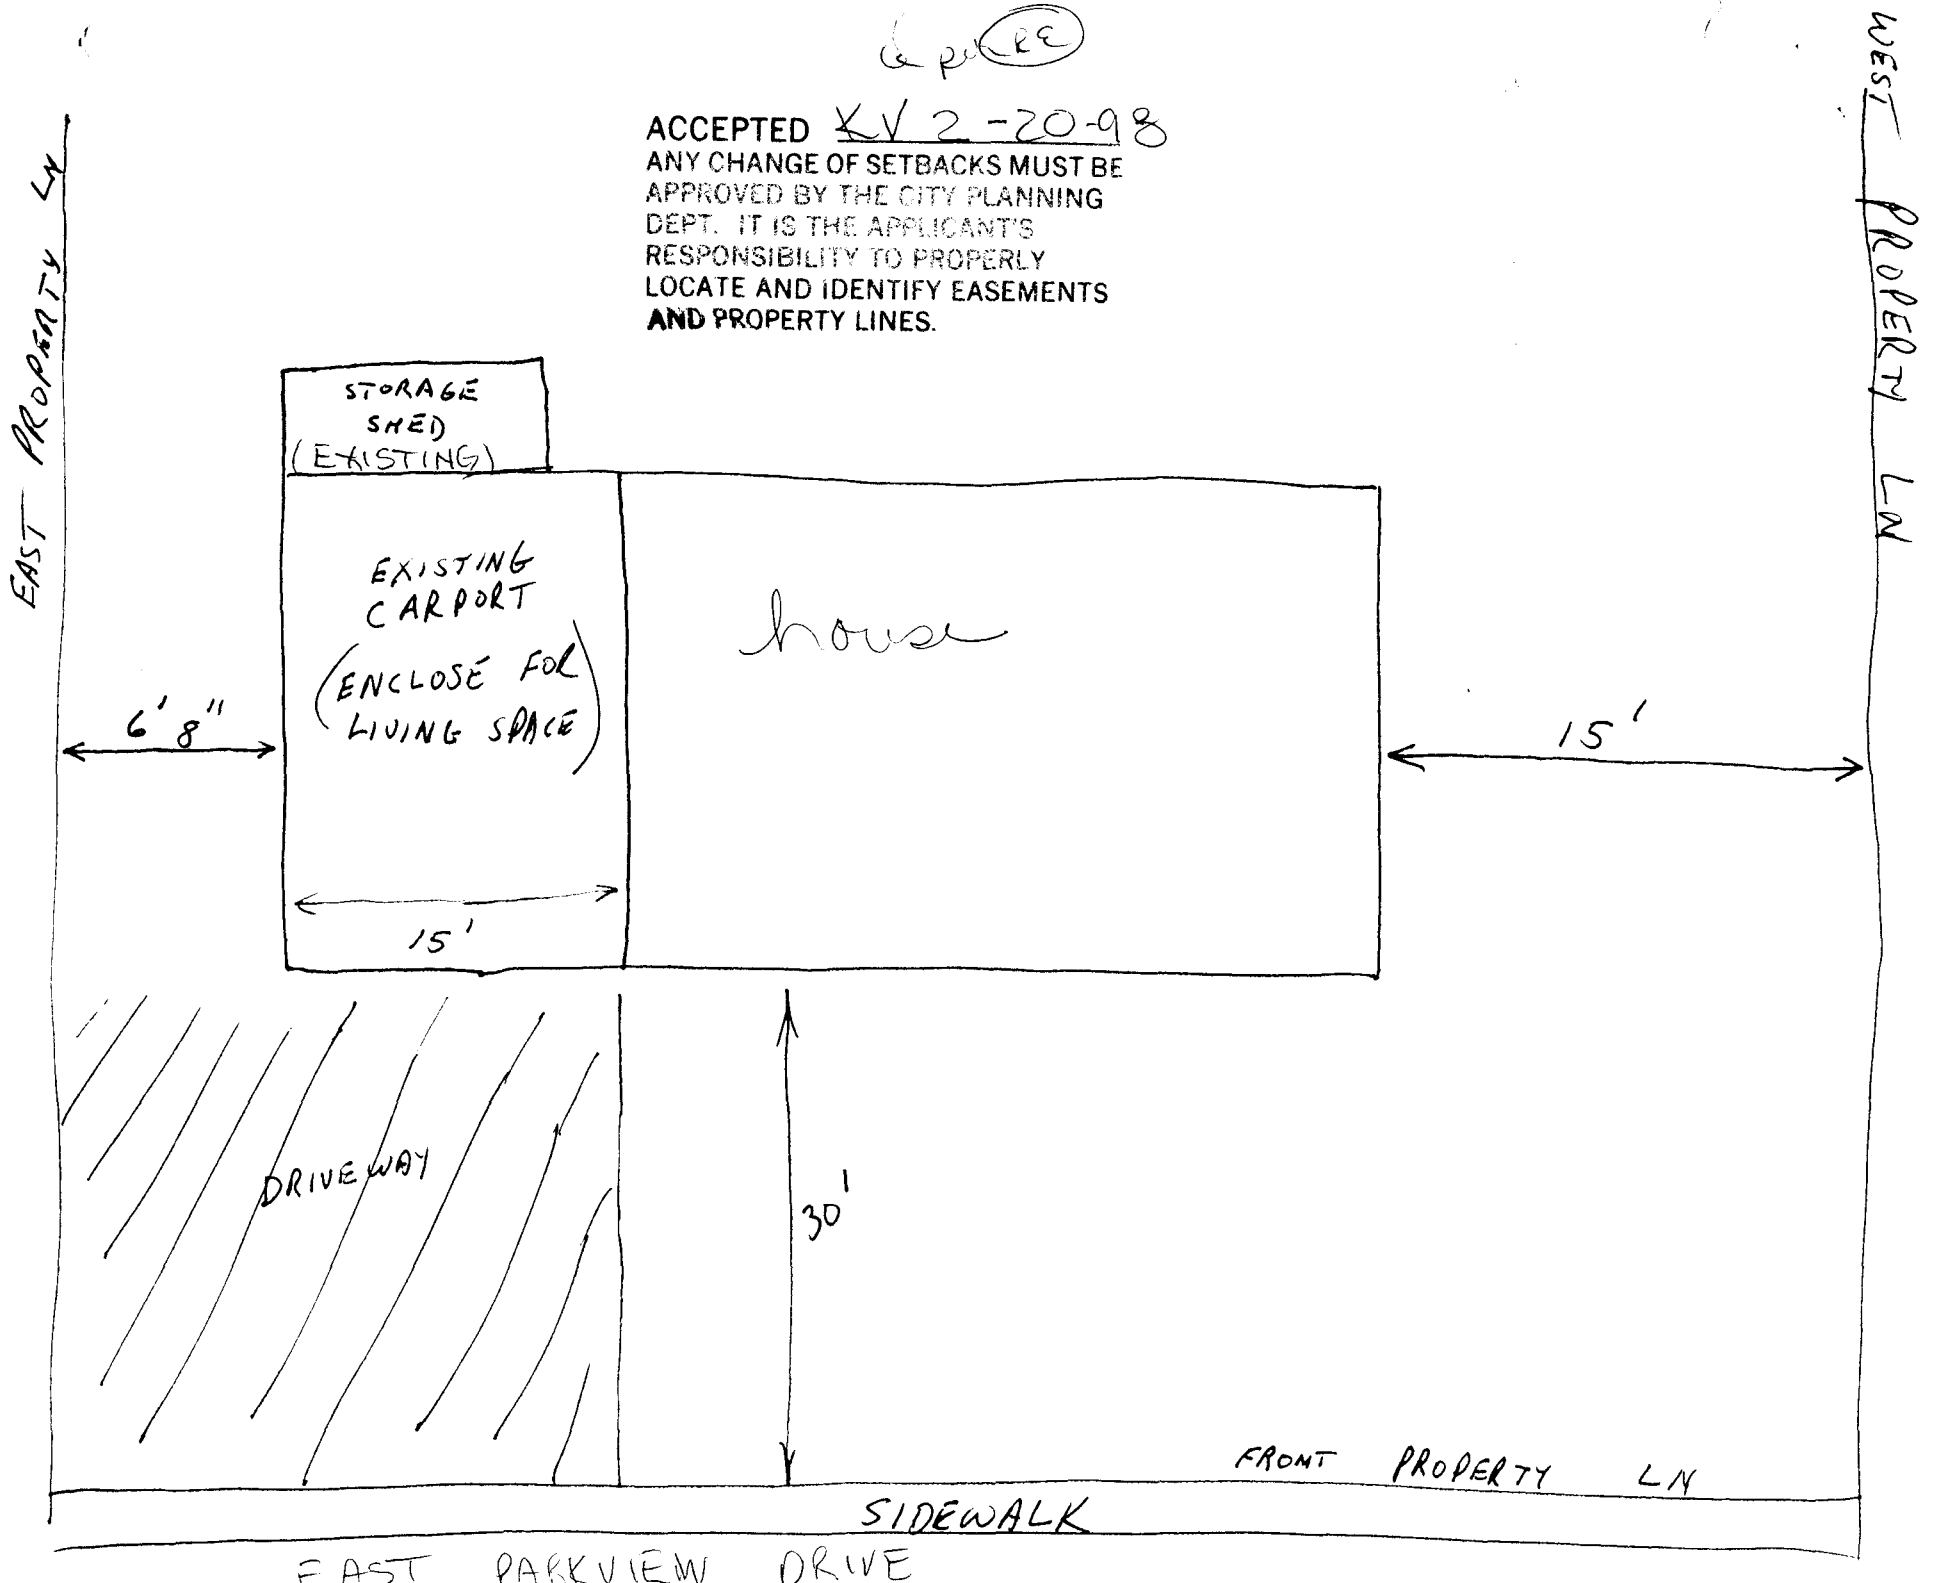 RE
ACCEPTED KV 2-20-98
ANY CHANGE OF SETBACKS MUST BE
APPROVED BY THE CITY PLANNING
DEPT. IT IS THE APPLICANT'S
RESPONSIBILITY TO PROPERLY
LOCATE AND IDENTIFY EASEMENTS
AND PROPERTY LINES.
EAST PROPERTY LN
WEST PROPERTY LN
STORAGE
SHED
(EXISTING)
EXISTING
CARPORT
(ENCLOSE FOR
LIVING SPACE)
house
6' 8"
15'
15'
DRIVEWAY
30'
FRONT PROPERTY LN
SIDEWALK
EAST PARKVIEW DRIVE